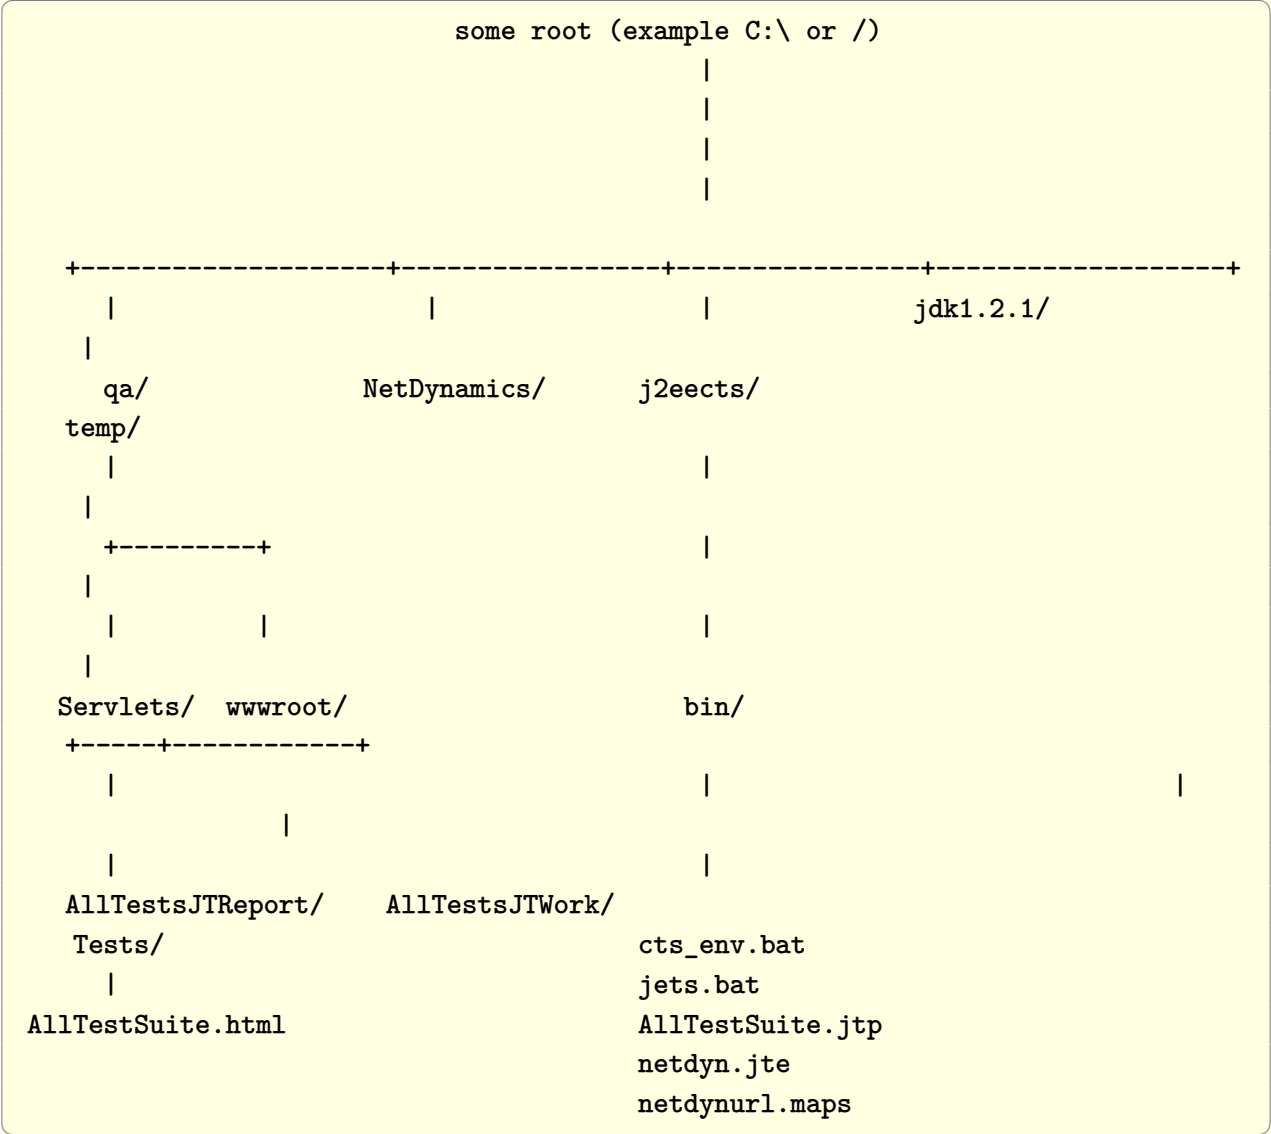 some root (example C:\ or /)
                                                                                         |
                                                                                         |
                                                                                         |
                                                                                         |

     +--------------------+-----------------+----------------+-------------------+
          |                    |                  |             jdk1.2.1/
       |
         qa/              NetDynamics/      j2eects/
     temp/
          |                                       |
       |
          +---------+                             |
       |
          |         |                             |
       |
    Servlets/  wwwroot/                      bin/
     +-----+------------+
          |                                       |                              |
                     |
          |                                       |
     AllTestsJTReport/    AllTestsJTWork/
      Tests/                               cts_env.bat
          |                                jets.bat
  AllTestSuite.html                        AllTestSuite.jtp
                                           netdyn.jte
                                           netdynurl.maps